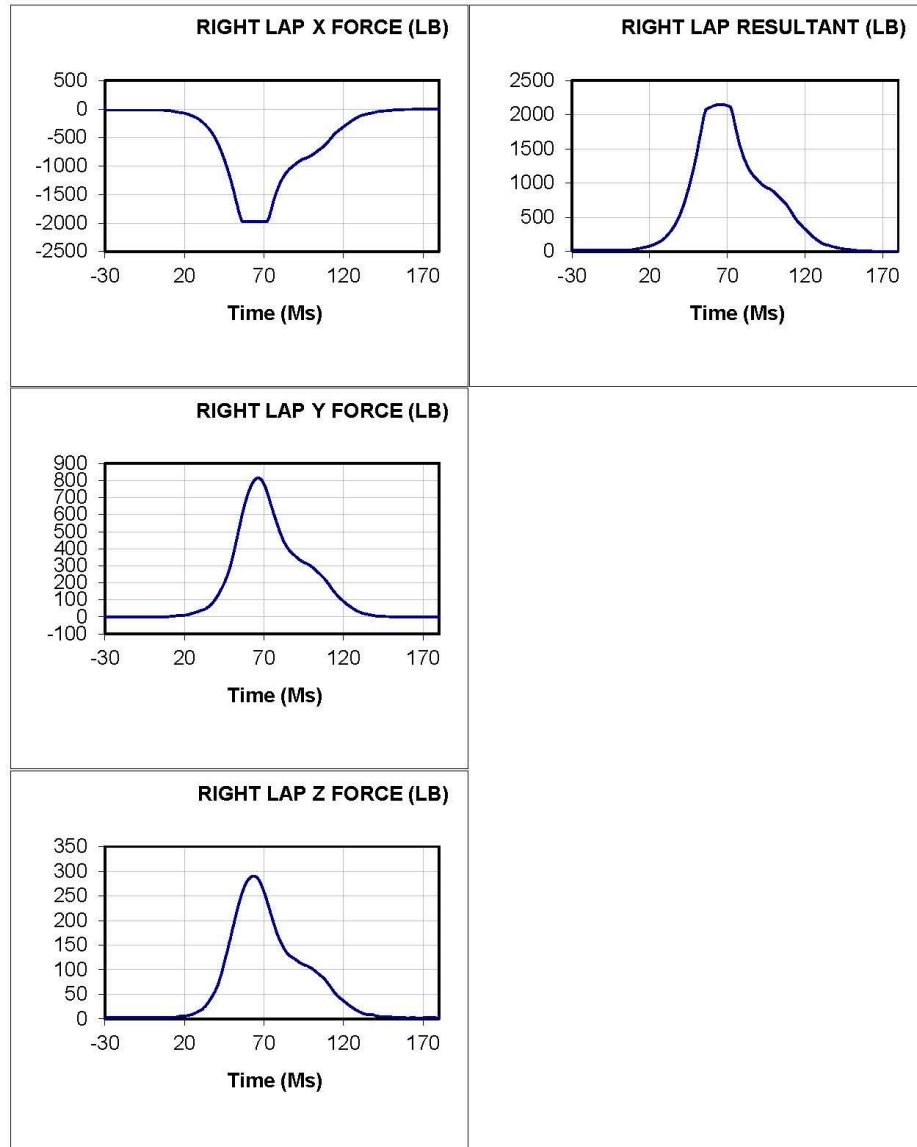 RIGHT LAP X FORCE (LB)
500
0
-500
-1000
-1500
-2000
-2500
-30 20 70 120 170
Time (Ms)
RIGHT LAP RESULTANT (LB)
2500
2000
1500
1000
500
0
-30 20 70 120 170
Time (Ms)
RIGHT LAP Y FORCE (LB)
900
800
700
600
500
400
300
200
100
0
-100
-30 20 70 120 170
Time (Ms)
RIGHT LAP Z FORCE (LB)
350
300
250
200
150
100
50
0
-30 20 70 120 170
Time (Ms)